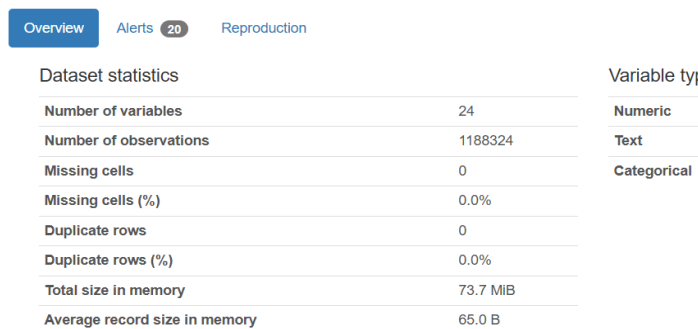 Overview Alerts 20 Reproduction
Dataset statistics
Number of variables 24
Number of observations 1188324
Missing cells 0
Missing cells (%) 0.0%
Duplicate rows 0
Duplicate rows (%) 0.0%
Total size in memory 73.7 MiB
Average record size in memory 65.0 B
Variable
Numeric
Text
Categorical